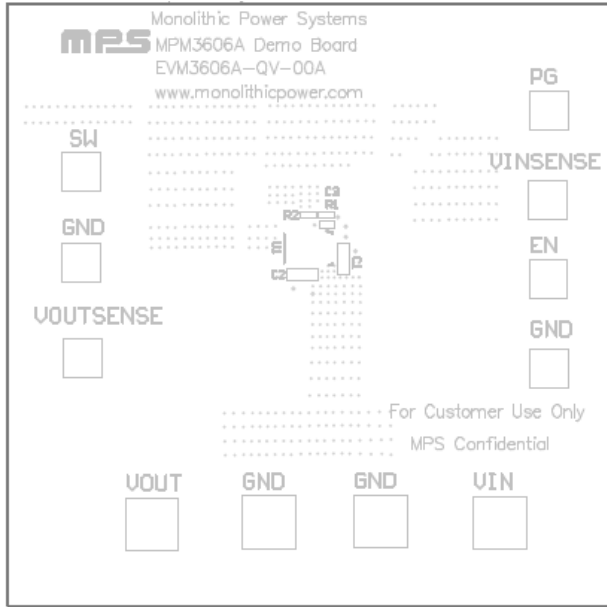 Monolithic Power Systems
mps MPM3606A Demo Board
EVM3606A-QV-00A
www.monolithicpower.com
PG
SW
VINSENSE
C3
R2 R1
GND
EN
C2
VOUTSENSE
GND
For Customer Use Only
MPS Confidential
VOUT GND GND VIN